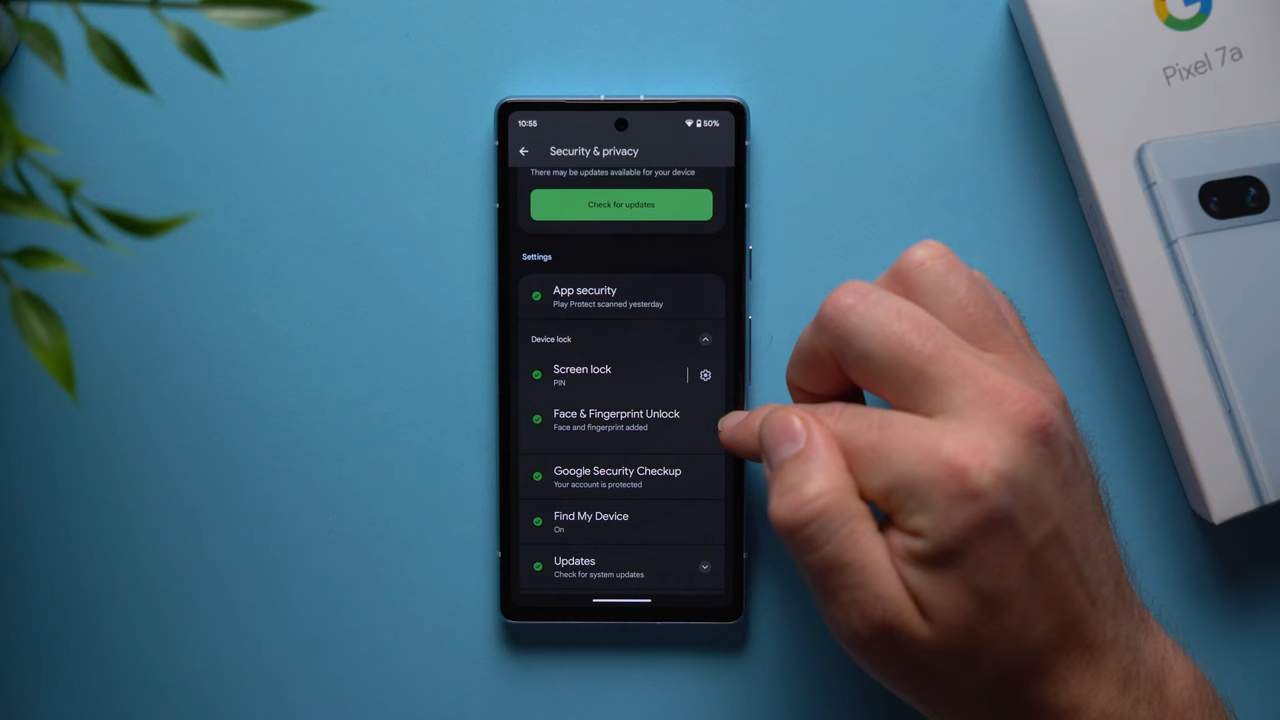 10:55
50%
Security & privacy
There may be updates available for your device
Check for updates
Settings
App security
Play Protect scanned yesterday
Device lock
Screen lock
PIN
Face & Fingerprint Unlock
Face and fingerprint added
Google Security Checkup
Your account is protected
Find My Device
On
Updates
Check for system updates
G
Pixel 7a